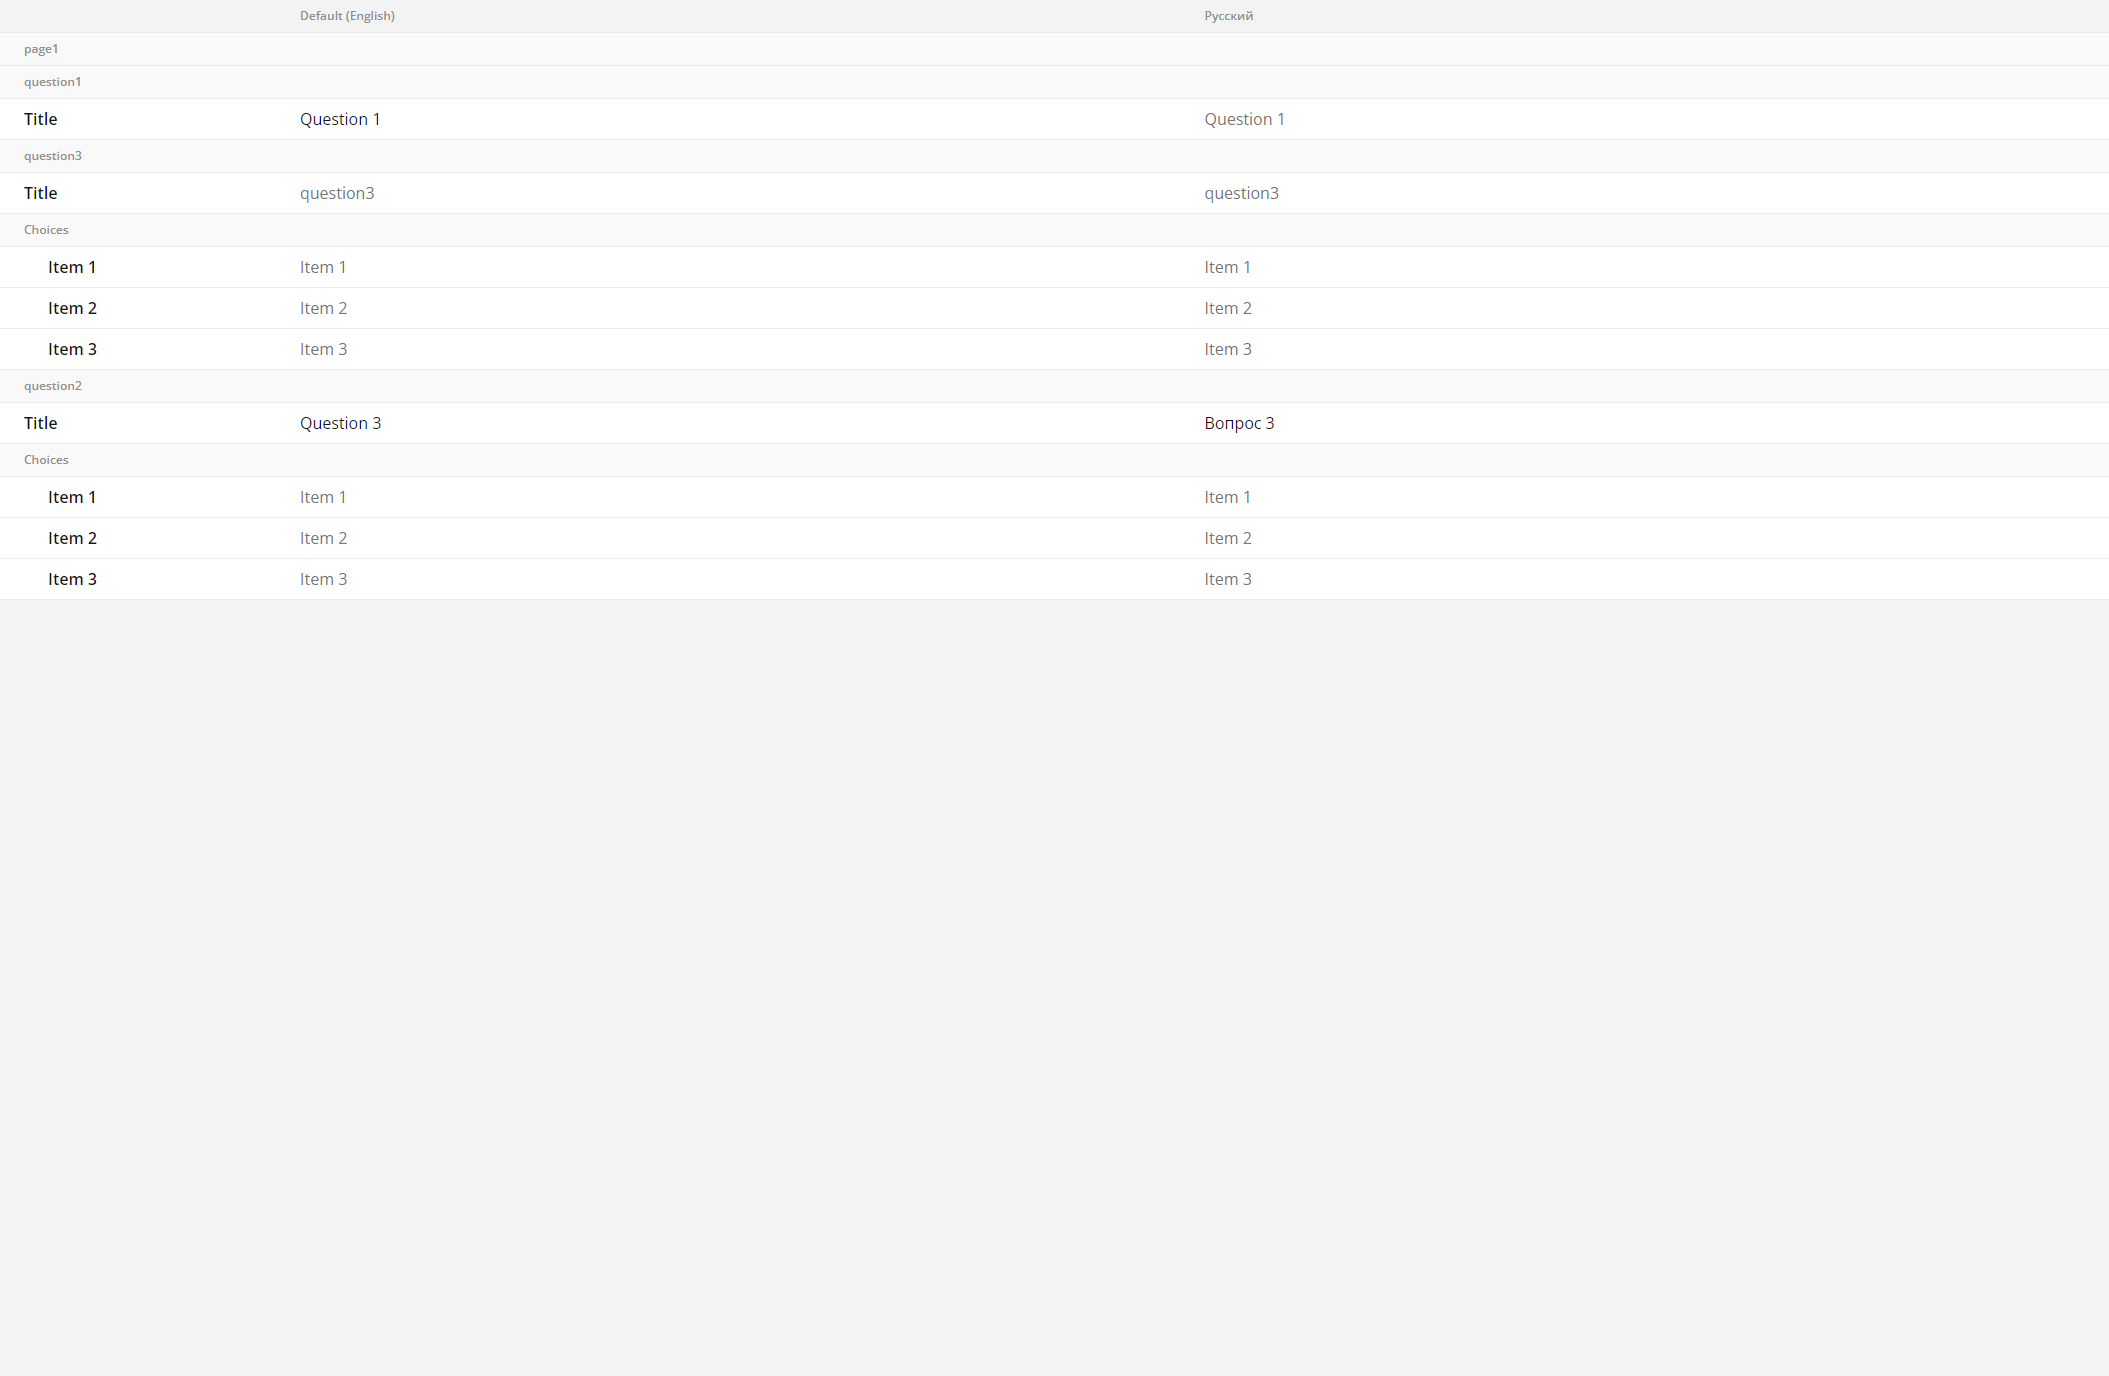 Default (English) Русский
page1
question1
Title Question 1 Question 1
question3
Title question3 question3
Choices
Item 1 Item 1 Item 1
Item 2 Item 2 Item 2
Item 3 Item 3 Item 3
question2
Title Question 3 Вопрос 3
Choices
Item 1 Item 1 Item 1
Item 2 Item 2 Item 2
Item 3 Item 3 Item 3